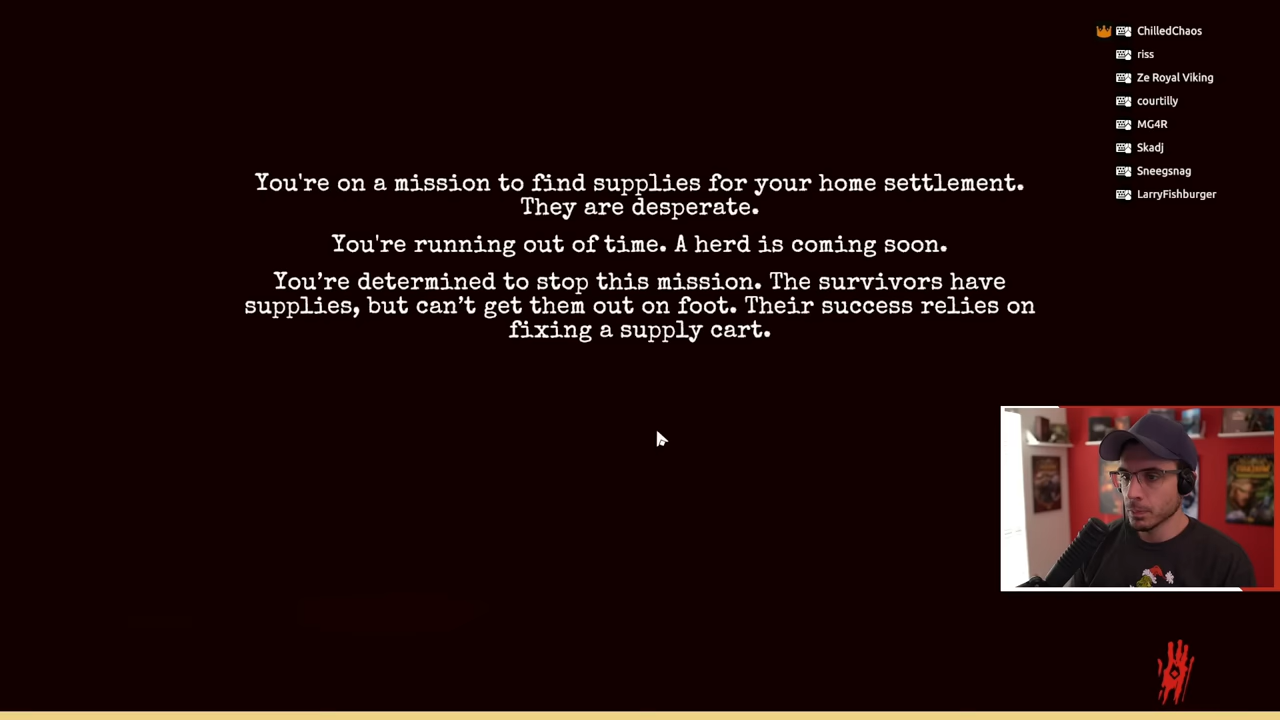 ChilledChaos
riss
Ze Royal Viking
courtilly
MG4R
Skadj
Sneegsnag
LarryFishburger
You're on a mission to find supplies for your home settlement.
They are desperate.
You're running out of time. A herd is coming soon.
You’re determined to stop this mission. The survivors have
supplies, but can’t get them out on foot. Their success relies on
fixing a supply cart.